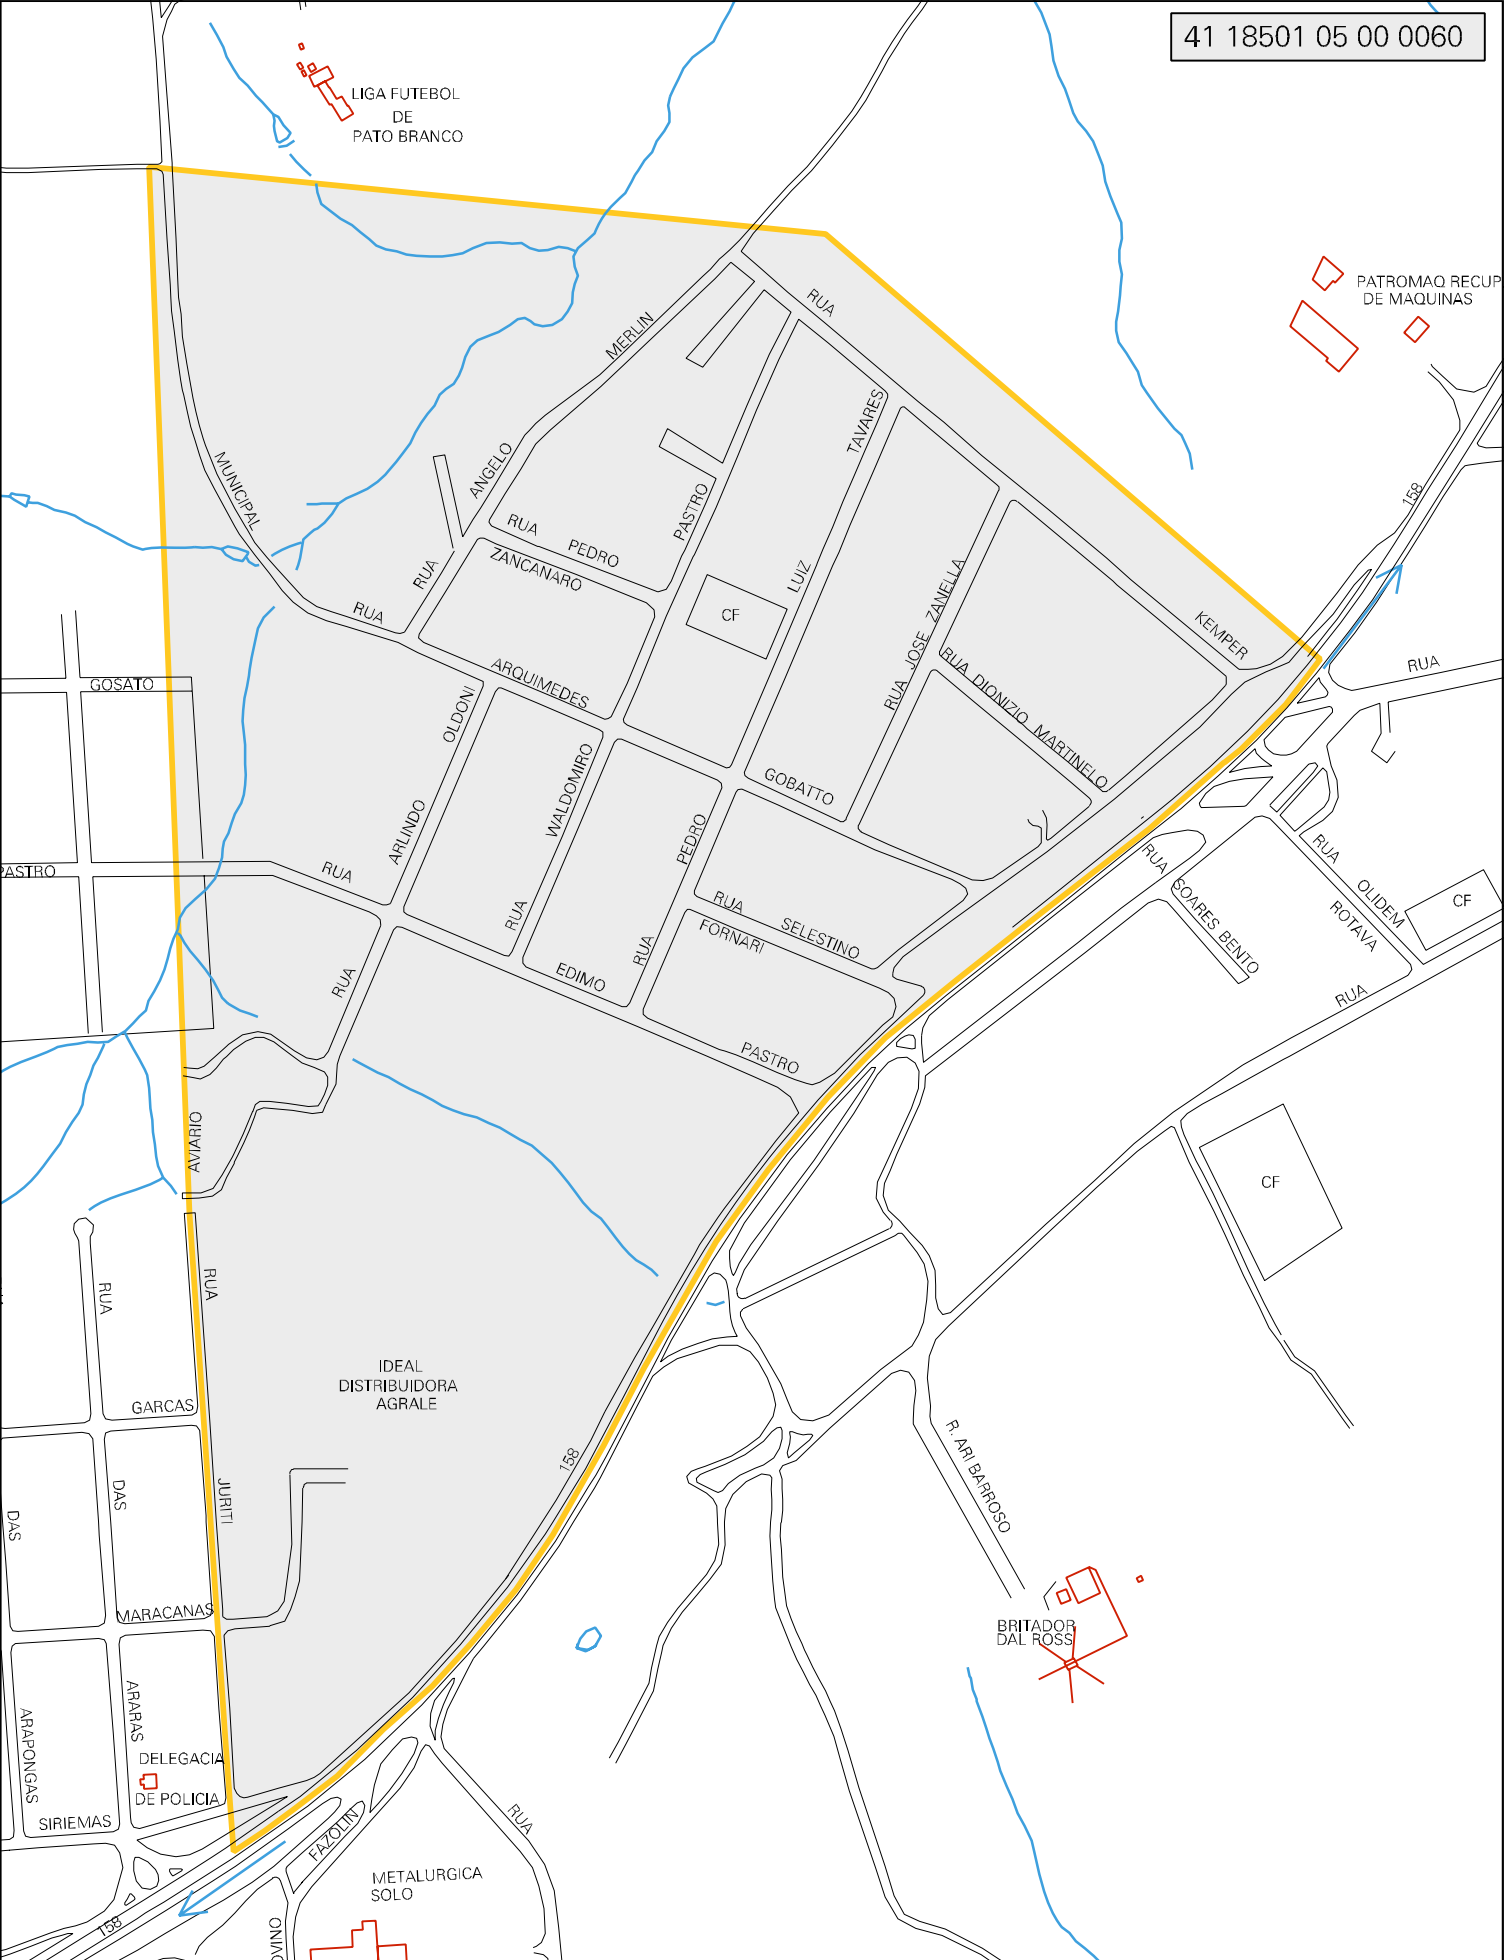 41 18501 05 00 0060
LIGA FUTEBOL
DE
PATO BRANCO
PATROMAQ RECUP
DE MAQUINAS
RUA
MERLIN
TAVARES
MUNICIPAL
ANGELO
158
PASTRO
RUA
PEDRO
ZANCANARO
RUA
LUIZ
ZANELLA
RUA
CF
KEMPER
JOSE
RUA
ARQUIMEDES
RUA DIONIZIO MARTINELO
RUA
GOSATO
OLDONI
WALDOMIRO
GOBATTO
ARLINDO
PEDRO
RUA
RUA
PASTRO
RUA
SOARES BENTO
OLIDEM
ROTAVA
CF
RUA
RUA
SELESTINO
FORNARI
RUA
EDIMO
RUA
RUA
PASTRO
AVIARIO
CF
RUA
RUA
IDEAL
DISTRIBUIDORA
AGRALE
GARCAS
158
R. ARI BARROSO
DAS
JURITI
DAS
MARACANAS
BRITADOR
DAL ROSS
ARARAS
ARAPONGAS
DELEGACIA
DE POLICIA
SIRIEMAS
FAZOLIN
RUA
METALURGICA
SOLO
158
OVINO